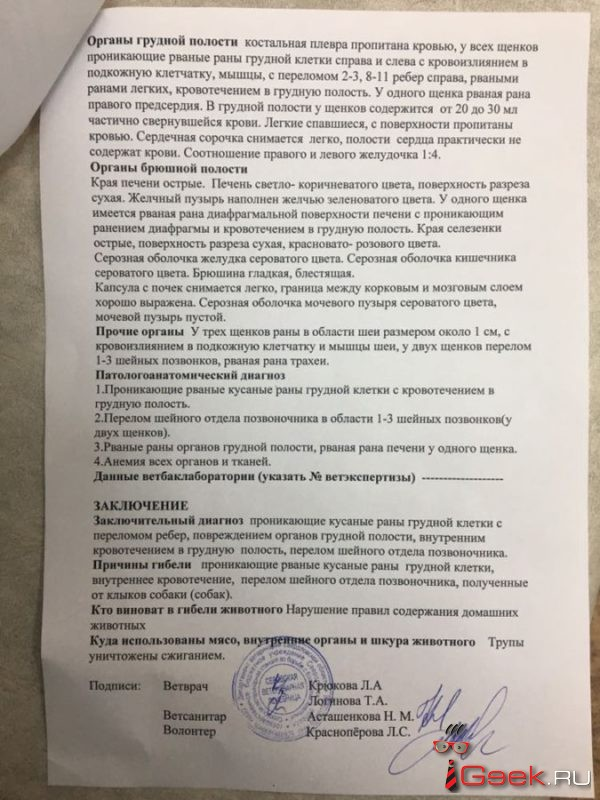 Органы грудной полости костальная плевра пропитана кровью, у всех щенков
проникающие рваные раны грудной клетки справа и слева с кровоизлиянием в
подкожную клетчатку, мышцы, с переломом 2-3, 8-11 ребер справа, рваными
ранами легких, кровотечением в грудную полость. У одного щенка рваная рана
правого предсердия. В грудной полости у щенков содержится от 20 до 30 мл
частично свернувшейся крови. Легкие спавшиеся, с поверхности пропитаны
кровью. Сердечная сорочка снимается легко, полости сердца практически не
содержат крови. Соотношение правого и левого желудочка 1:4.
Органы брюшной полости
Края печени острые. Печень светло- коричневатого цвета, поверхность разреза
сухая. Желчный пузырь наполнен желчью зеленоватого цвета. У одного щенка
имеется рваная рана диафрагмальной поверхности печени с проникающим
ранением диафрагмы и кровотечением в грудную полость. Края селезенки
острые, поверхность разреза сухая, красновато- розового цвета.
Серозная оболочка желудка сероватого цвета. Серозная оболочка кишечника
сероватого цвета. Брюшина гладкая, блестящая.
Капсула с почек снимается легко, граница между корковым и мозговым слоем
хорошо выражена. Серозная оболочка мочевого пузыря сероватого цвета,
мочевой пузырь пустой.
Прочие органы У трех щенков раны в области шеи размером около 1 см, с
кровоизлиянием в подкожную клетчатку и мышцы шеи, у двух щенков перелом
1-3 шейных позвонков, рваная рана трахеи.
Патологоанатомический диагноз
1.Проникающие рваные кусаные раны грудной клетки с кровотечением в
грудную полость.
2.Перелом шейного отдела позвоночника в области 1-3 шейных позвонков(у
двух щенков).
3.Рваные раны органов грудной полости, рваная рана печени у одного щенка.
4.Анемия всех органов и тканей.
Данные ветбаклаборатории (указать № ветэкспертизы) --------------------
ЗАКЛЮЧЕНИЕ
Заключительный диагноз проникающие кусаные раны грудной клетки с
переломом ребер, повреждением органов грудной полости, внутренним
кровотечением в грудную полость, перелом шейного отдела позвоночника.
Причины гибели проникающие рваные кусаные раны грудной клетки,
внутреннее кровотечение, перелом шейного отдела позвоночника, полученные
от клыков собаки (собак).
Кто виноват в гибели животного Нарушение правил содержания домашних
животных
Куда использованы мясо, внутренние органы и шкура животного Трупы
уничтожены сжиганием.
Подписи: Ветврач Крюкова Л.А
Логинова Т.А.
Ветсанитар Асташенкова Н. М.
Волонтер Краснопёрова Л.С.
СЕРОВСКАЯ
ВЕТЕРИНАРНАЯ
iGeek.RU